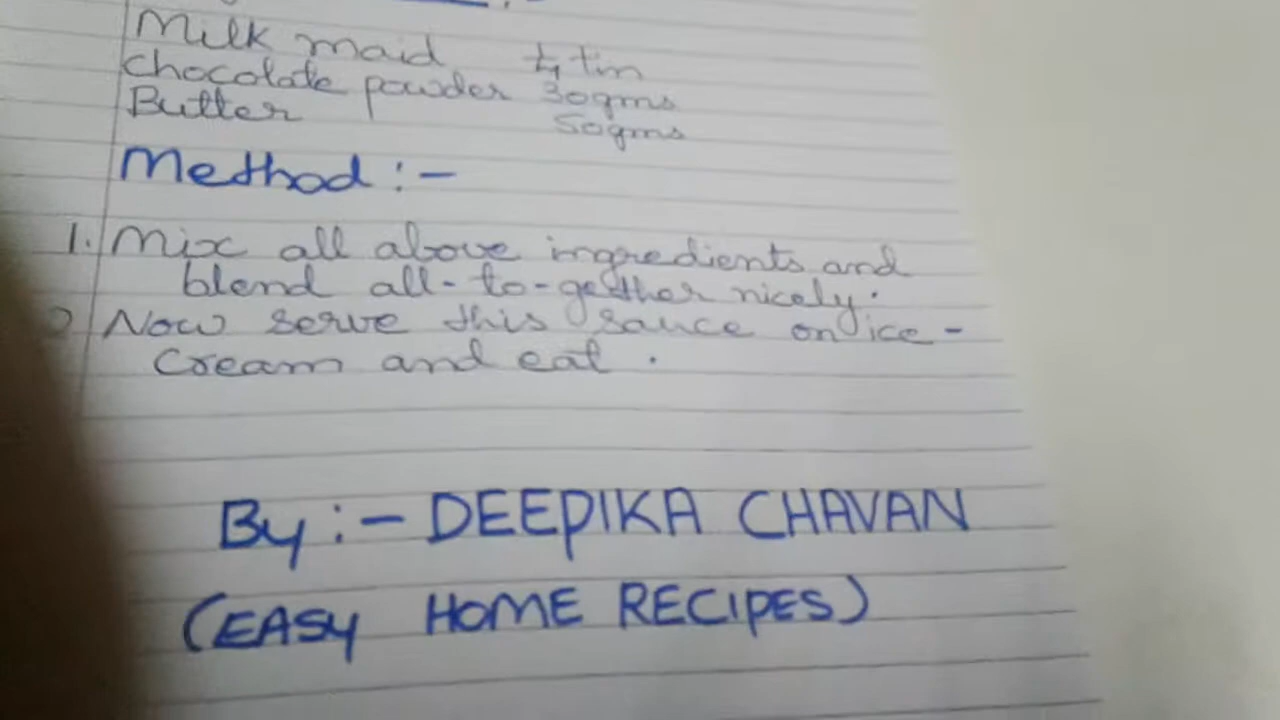 Milk maid ¼ tin
Chocolate powder 30gms
Butter 50gms
Method :-
1. Mix all above ingredients and
blend all-to-gether nicely.
2 Now serve this sauce on ice-
cream and eat .
By :- DEEPIKA CHAVAN
(EASY HOME RECIPES)